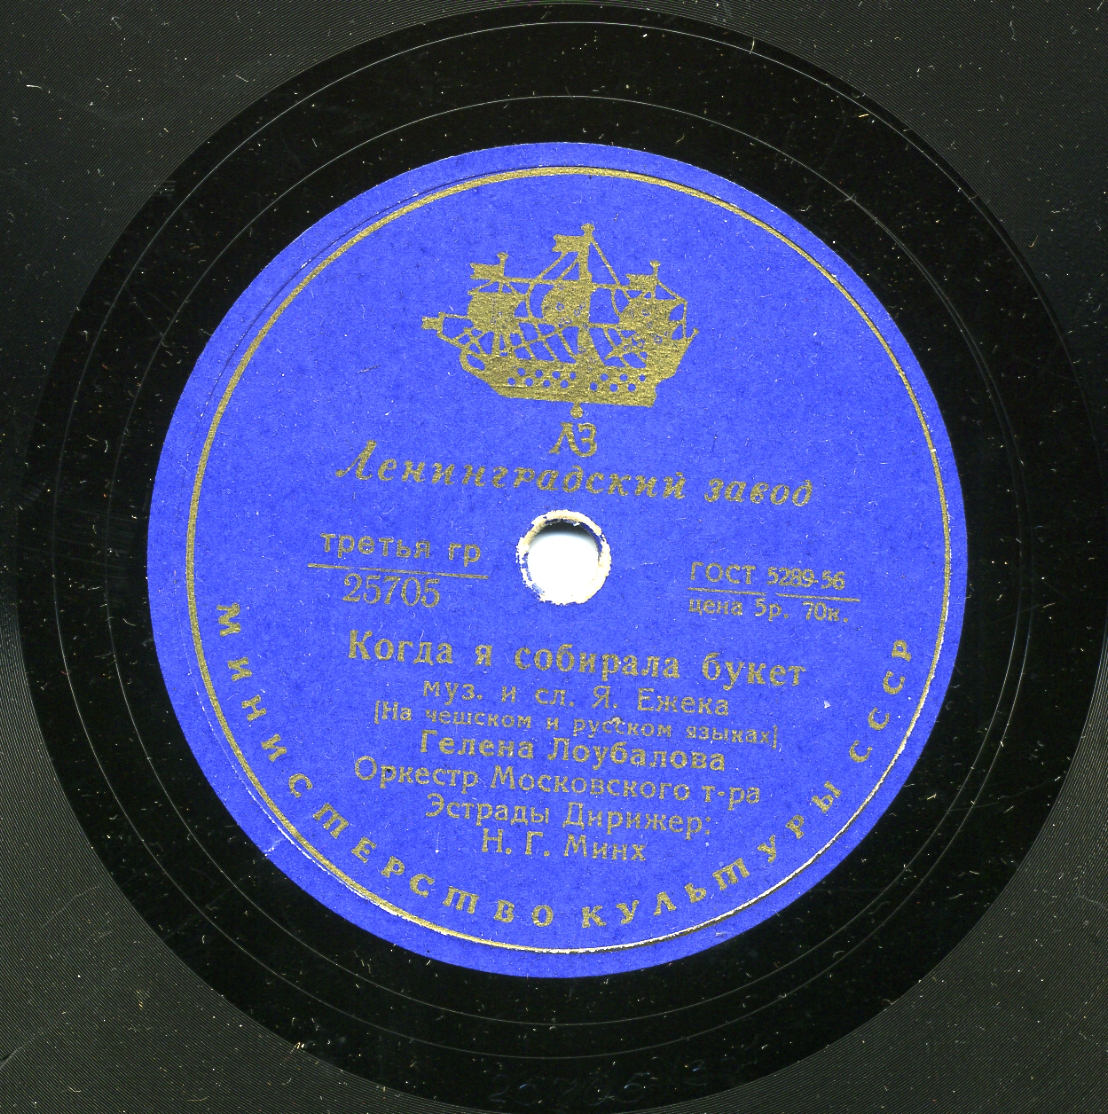 ЛЗ
Ленинградский завод
третья гр
25705
ГОСТ 5289-56
цена 5р. 70к.
Когда я собирала букет
муз. и сл. Я. Ежека
[На чешском и русском языках]
Гелена Лоубалова
Оркестр Московского т-ра
Эстрады Дирижер:
Н. Г. Минх
МИНИСТЕРСТВО КУЛЬТУРЫ СССР